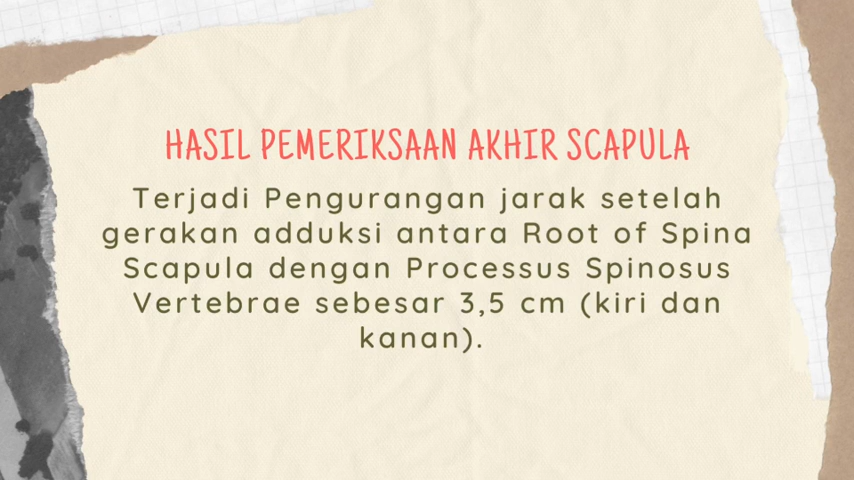 HASIL PEMERIKSAAN AKHIR SCAPULA
Terjadi Pengurangan jarak setelah
gerakan adduksi antara Root of Spina
Scapula dengan Processus Spinosus
Vertebrae sebesar 3,5 cm (kiri dan
kanan).